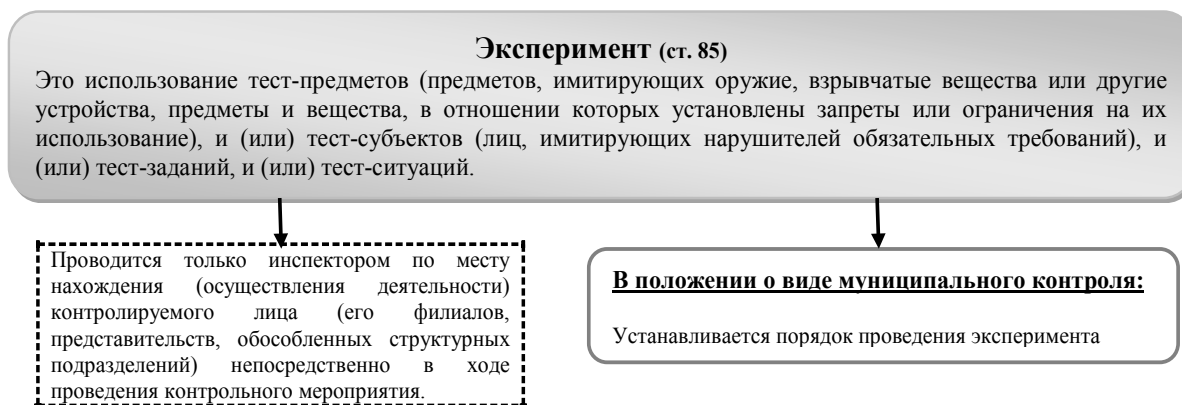 Эксперимент (ст. 85)
Это использование тест-предметов (предметов, имитирующих оружие, взрывчатые вещества или другие
устройства, предметы и вещества, в отношении которых установлены запреты или ограничения на их
использование), и (или) тест-субъектов (лиц, имитирующих нарушителей обязательных требований), и
(или) тест-заданий, и (или) тест-ситуаций.
Проводится только инспектором по месту
нахождения (осуществления деятельности)
контролируемого лица (его филиалов,
представительств, обособленных структурных
подразделений) непосредственно в ходе
проведения контрольного мероприятия.
В положении о виде муниципального контроля:
Устанавливается порядок проведения эксперимента